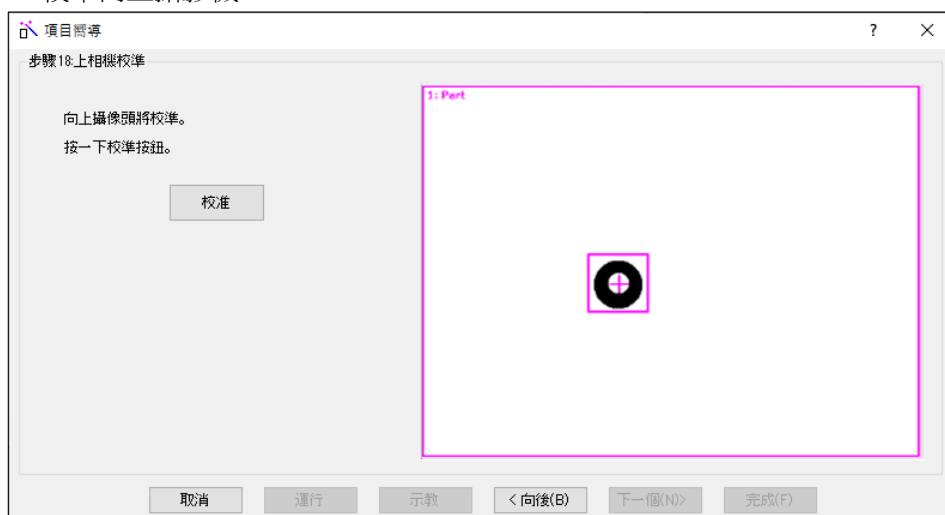 項目嚮導
?
步驟18:上相機校準
1: Part
向上攝像頭將校準。
按一下校準按鈕。
校准
取消
運行
示教
< 向後(B)
下一個(N)>
完成(F)